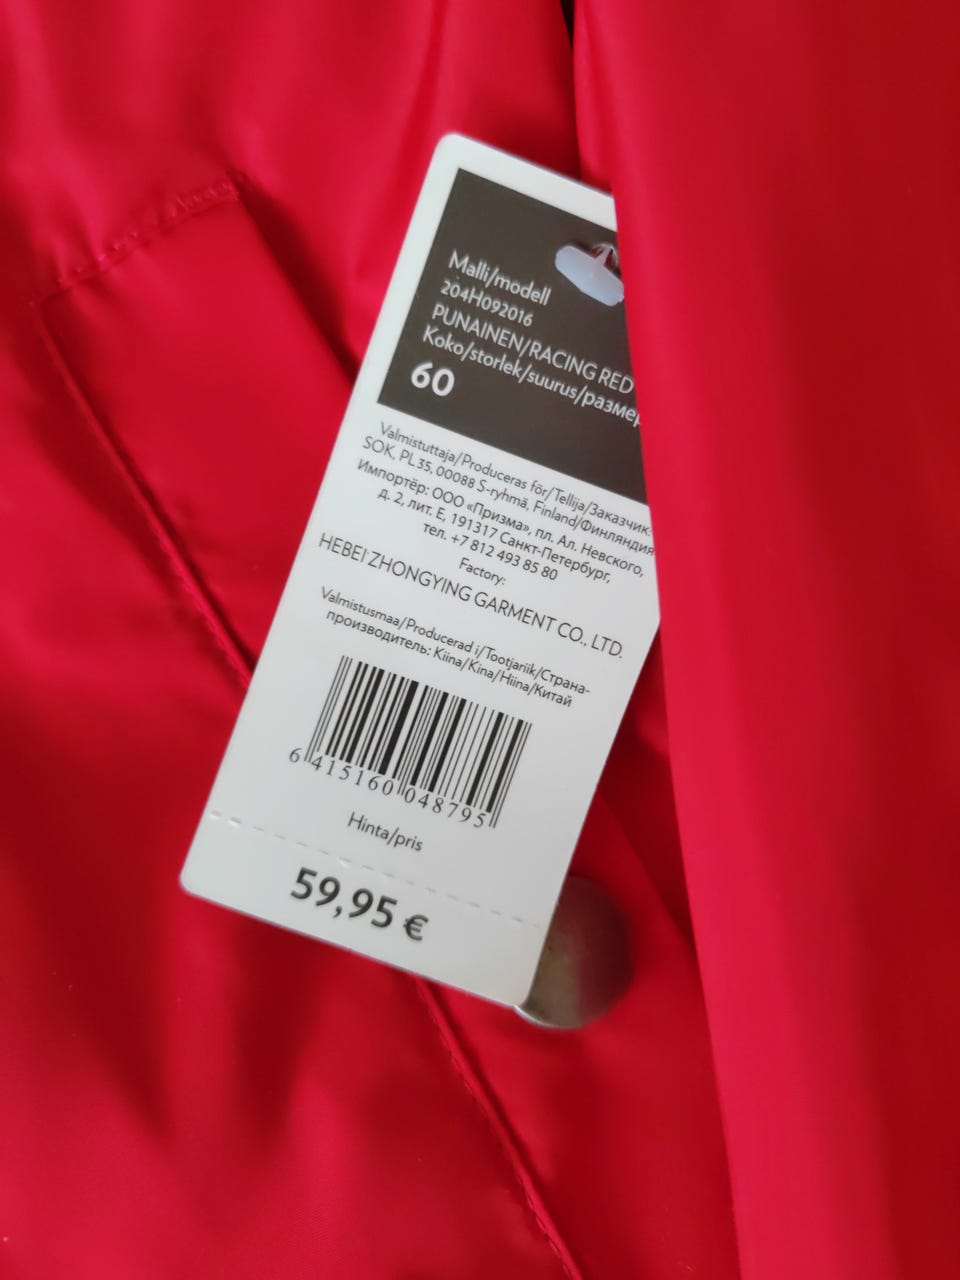 Malli/modell
204H092016
PUNAINEN/RACING RED
Koko/storlek/suurus/размер
60
Valmistuttaja/Produceras för/Tellija/Заказчик:
SOK, PL 35, 00088 S-ryhmä, Finland/Финляндия
Импортёр: ООО «Призма», пл. Ал. Невского,
д. 2, лит. Е, 191317 Санкт-Петербург,
тел. +7 812 493 85 80
Factory:
HEBEI ZHONGYING GARMENT CO., LTD.
Valmistusmaa/Producerad i/Tootjariik/Страна-
производитель: Kiina/Kina/Hiina/Китай
6 415160 048795
Hinta/pris
59,95 €